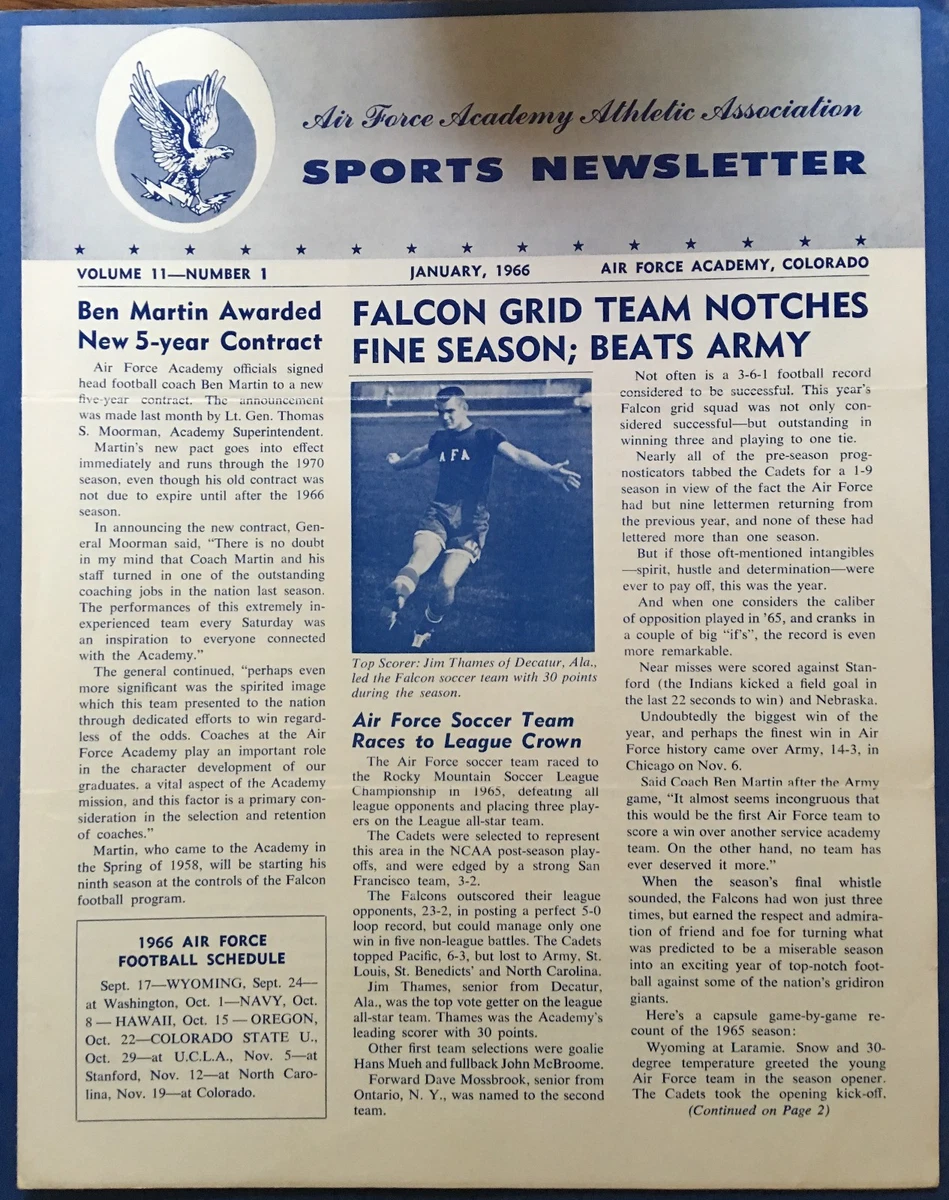 Air Force Academy Athletic Association
SPORTS NEWSLETTER
VOLUME 11—NUMBER 1
JANUARY, 1966
AIR FORCE ACADEMY, COLORADO
Ben Martin Awarded
New 5-year Contract
Air Force Academy officials signed
head football coach Ben Martin to a new
five-year contract. The announcement
was made last month by Lt. Gen. Thomas
S. Moorman, Academy Superintendent.
Martin's new pact goes into effect
immediately and runs through the 1970
season, even though his old contract was
not due to expire until after the 1966
season.
In announcing the new contract, Gen-
eral Moorman said, "There is no doubt
in my mind that Coach Martin and his
staff turned in one of the outstanding
coaching jobs in the nation last season.
The performances of this extremely in-
experienced team every Saturday was
an inspiration to everyone connected
with the Academy."
The general continued, "perhaps even
more significant was the spirited image
which this team presented to the nation
through dedicated efforts to win regard-
less of the odds. Coaches at the Air
Force Academy play an important role
in the character development of our
graduates. a vital aspect of the Academy
mission, and this factor is a primary con-
sideration in the selection and retention
of coaches."
Martin, who came to the Academy in
the Spring of 1958, will be starting his
ninth season at the controls of the Falcon
football program.
1966 AIR FORCE
FOOTBALL SCHEDULE
Sept. 17—WYOMING, Sept. 24—
at Washington, Oct. 1—NAVY, Oct.
8 — HAWAII, Oct. 15 — OREGON,
Oct. 22—COLORADO STATE U.,
Oct. 29—at U.C.L.A., Nov. 5—at
Stanford, Nov. 12—at North Caro-
lina, Nov. 19—at Colorado.
FALCON GRID TEAM NOTCHES
FINE SEASON; BEATS ARMY
AFA
Top Scorer: Jim Thames of Decatur, Ala.,
led the Falcon soccer team with 30 points
during the season.
Air Force Soccer Team
Races to League Crown
The Air Force soccer team raced to
the Rocky Mountain Soccer League
Championship in 1965, defeating all
league opponents and placing three play-
ers on the League all-star team.
The Cadets were selected to represent
this area in the NCAA post-season play-
offs, and were edged by a strong San
Francisco team, 3-2.
The Falcons outscored their league
opponents, 23-2, in posting a perfect 5-0
loop record, but could manage only one
win in five non-league battles. The Cadets
topped Pacific, 6-3, but lost to Army, St.
Louis, St. Benedicts' and North Carolina.
Jim Thames, senior from Decatur,
Ala., was the top vote getter on the league
all-star team. Thames was the Academy's
leading scorer with 30 points.
Other first team selections were goalie
Hans Mueh and fullback John McBroome.
Forward Dave Mossbrook, senior from
Ontario, N. Y., was named to the second
team.
Not often is a 3-6-1 football record
considered to be successful. This year's
Falcon grid squad was not only con-
sidered successful—but outstanding in
winning three and playing to one tie.
Nearly all of the pre-season prog-
nosticators tabbed the Cadets for a 1-9
season in view of the fact the Air Force
had but nine lettermen returning from
the previous year, and none of these had
lettered more than one season.
But if those oft-mentioned intangibles
—spirit, hustle and determination—were
ever to pay off, this was the year.
And when one considers the caliber
of opposition played in '65, and cranks in
a couple of big "if's", the record is even
more remarkable.
Near misses were scored against Stan-
ford (the Indians kicked a field goal in
the last 22 seconds to win) and Nebraska.
Undoubtedly the biggest win of the
year, and perhaps the finest win in Air
Force history came over Army, 14-3, in
Chicago on Nov. 6.
Said Coach Ben Martin after the Army
game, "It almost seems incongruous that
this would be the first Air Force team to
score a win over another service academy
team. On the other hand, no team has
ever deserved it more."
When the season's final whistle
sounded, the Falcons had won just three
times, but earned the respect and admira-
tion of friend and foe for turning what
was predicted to be a miserable season
into an exciting year of top-notch foot-
ball against some of the nation's gridiron
giants.
Here's a capsule game-by-game re-
count of the 1965 season:
Wyoming at Laramie. Snow and 30-
degree temperature greeted the young
Air Force team in the season opener.
The Cadets took the opening kick-off.
(Continued on Page 2)